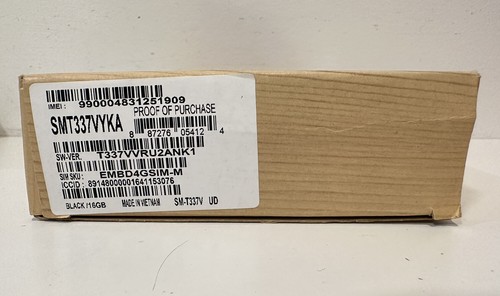 IMEI : 990004831251909
PROOF OF PURCHASE
SMT337VYKA
8 87276 05412 4
SW-VER. T337VVRU2ANK1
SIM SKU : EMBD4GSIM-M
ICCID : 89148000001641153076
BLACK /16GB MADE IN VIETNAM SM-T337V UD